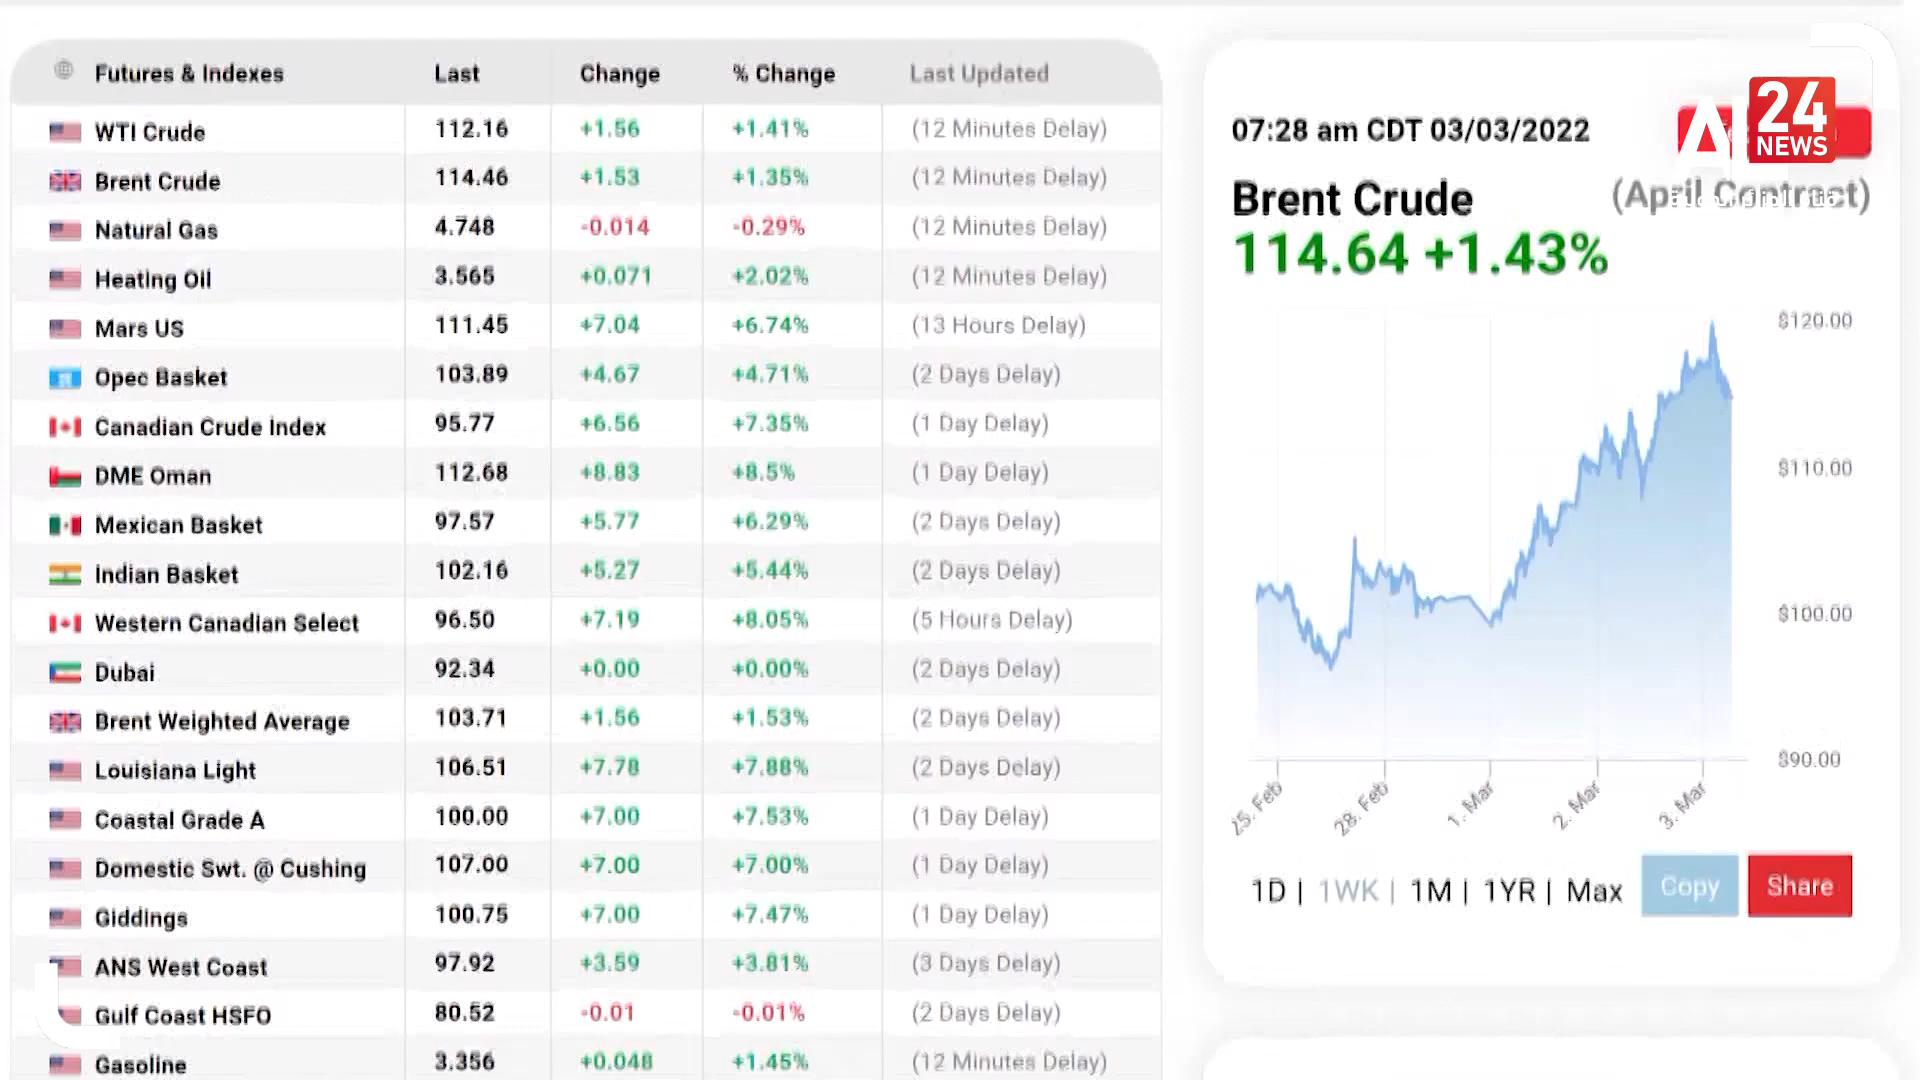 Futures & Indexes Last Change % Change Last Updated
WTI Crude 112.16 +1.56 +1.41% (12 Minutes Delay)
Brent Crude 114.46 +1.53 +1.35% (12 Minutes Delay)
Natural Gas 4.748 -0.014 -0.29% (12 Minutes Delay)
Heating Oil 3.565 +0.071 +2.02% (12 Minutes Delay)
Mars US 111.45 +7.04 +6.74% (13 Hours Delay)
Opec Basket 103.89 +4.67 +4.71% (2 Days Delay)
Canadian Crude Index 95.77 +6.56 +7.35% (1 Day Delay)
DME Oman 112.68 +8.83 +8.5% (1 Day Delay)
Mexican Basket 97.57 +5.77 +6.29% (2 Days Delay)
Indian Basket 102.16 +5.27 +5.44% (2 Days Delay)
Western Canadian Select 96.50 +7.19 +8.05% (5 Hours Delay)
Dubai 92.34 +0.00 +0.00% (2 Days Delay)
Brent Weighted Average 103.71 +1.56 +1.53% (2 Days Delay)
Louisiana Light 106.51 +7.78 +7.88% (2 Days Delay)
Coastal Grade A 100.00 +7.00 +7.53% (1 Day Delay)
Domestic Swt. @ Cushing 107.00 +7.00 +7.00% (1 Day Delay)
Giddings 100.75 +7.00 +7.47% (1 Day Delay)
ANS West Coast 97.92 +3.59 +3.81% (3 Days Delay)
Gulf Coast HSFO 80.52 -0.01 -0.01% (2 Days Delay)
Gasoline 3.356 +0.048 +1.45% (12 Minutes Delay)
24
NEWS
07:28 am CDT 03/03/2022
Brent Crude (April Contract)
114.64 +1.43%
$120.00
$110.00
$100.00
$90.00
25. Feb 28. Feb 1. Mar 2. Mar 3. Mar
1D | 1WK | 1M | 1YR | Max Copy Share